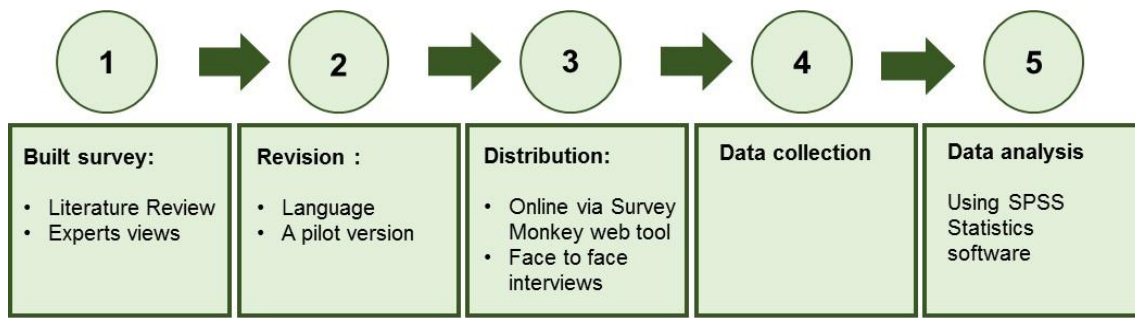 1
2
3
4
5
Built survey:
• Literature Review
• Experts views
Revision :
• Language
• A pilot version
Distribution:
• Online via Survey
Monkey web tool
• Face to face
interviews
Data collection
Data analysis
Using SPSS
Statistics
software